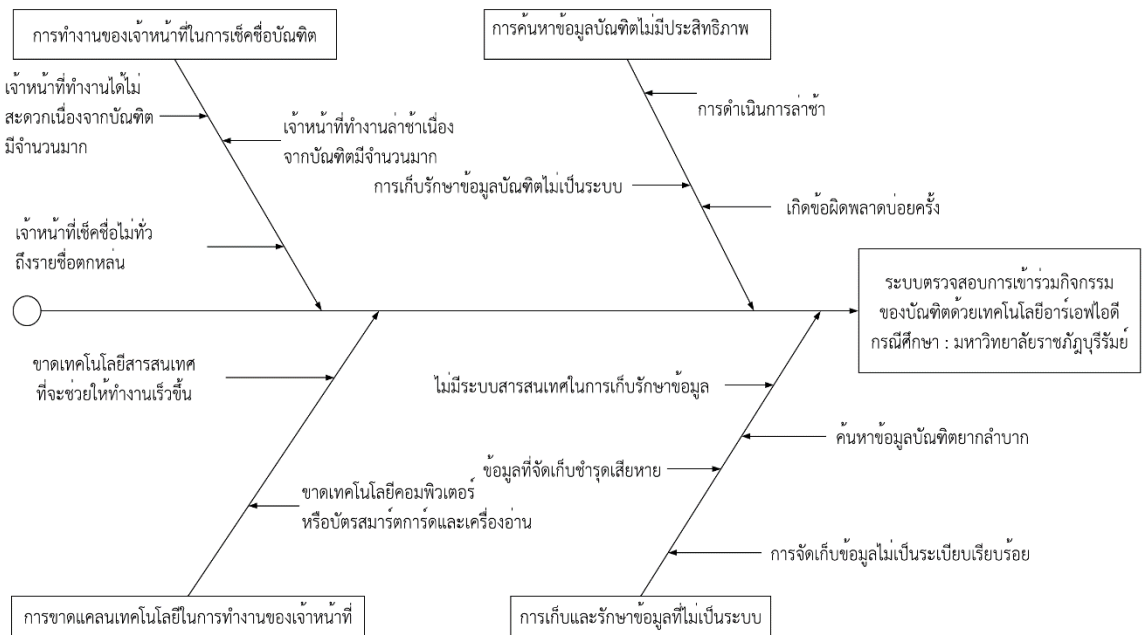 การทำงานของเจ้าหน้าที่ในการเช็คชื่อบัณฑิต
การค้นหาข้อมูลบัณฑิตไม่มีประสิทธิภาพ
เจ้าหน้าที่ทำงานได้ไม่
สะดวกเนื่องจากบัณฑิต
มีจำนวนมาก
เจ้าหน้าที่ทำงานล่าช้าเนื่อง
จากบัณฑิตมีจำนวนมาก
การดำเนินการล่าช้า
การเก็บรักษาข้อมูลบัณฑิตไม่เป็นระบบ
เกิดข้อผิดพลาดบ่อยครั้ง
เจ้าหน้าที่เช็คชื่อไม่ทั่ว
ถึงรายชื่อตกหล่น
ระบบตรวจสอบการเข้าร่วมกิจกรรม
ของบัณฑิตด้วยเทคโนโลยีอาร์เอฟไอดี
กรณีศึกษา : มหาวิทยาลัยราชภัฎบุรีรัมย์
ขาดเทคโนโลยีสารสนเทศ
ที่จะช่วยให้ทำงานเร็วขึ้น
ไม่มีระบบสารสนเทศในการเก็บรักษาข้อมูล
ค้นหาข้อมูลบัณฑิตยากลำบาก
ข้อมูลที่จัดเก็บชำรุดเสียหาย
ขาดเทคโนโลยีคอมพิวเตอร์
หรือบัตรสมาร์ตการ์ดและเครื่องอ่าน
การจัดเก็บข้อมูลไม่เป็นระเบียบเรียบร้อย
การขาดแคลนเทคโนโลยีในการทำงานของเจ้าหน้าที่
การเก็บและรักษาข้อมูลที่ไม่เป็นระบบ